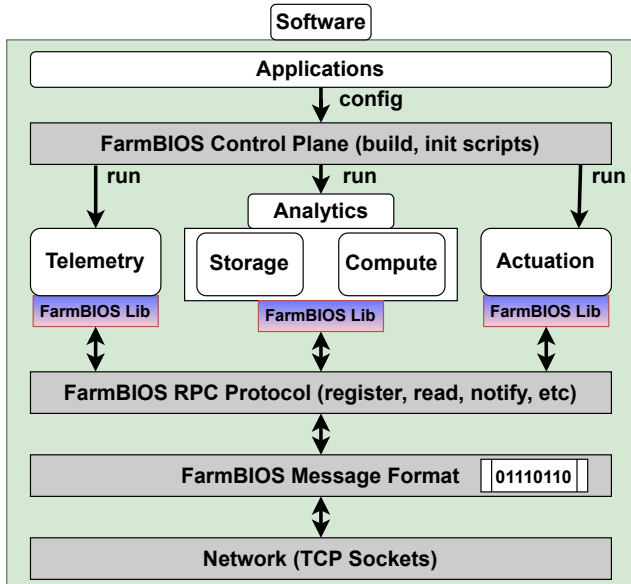 Software
Applications
config
FarmBIOS Control Plane (build, init scripts)
run
run
run
Analytics
Telemetry
Storage
Compute
Actuation
FarmBIOS Lib
FarmBIOS Lib
FarmBIOS Lib
FarmBIOS RPC Protocol (register, read, notify, etc)
FarmBIOS Message Format
01110110
Network (TCP Sockets)